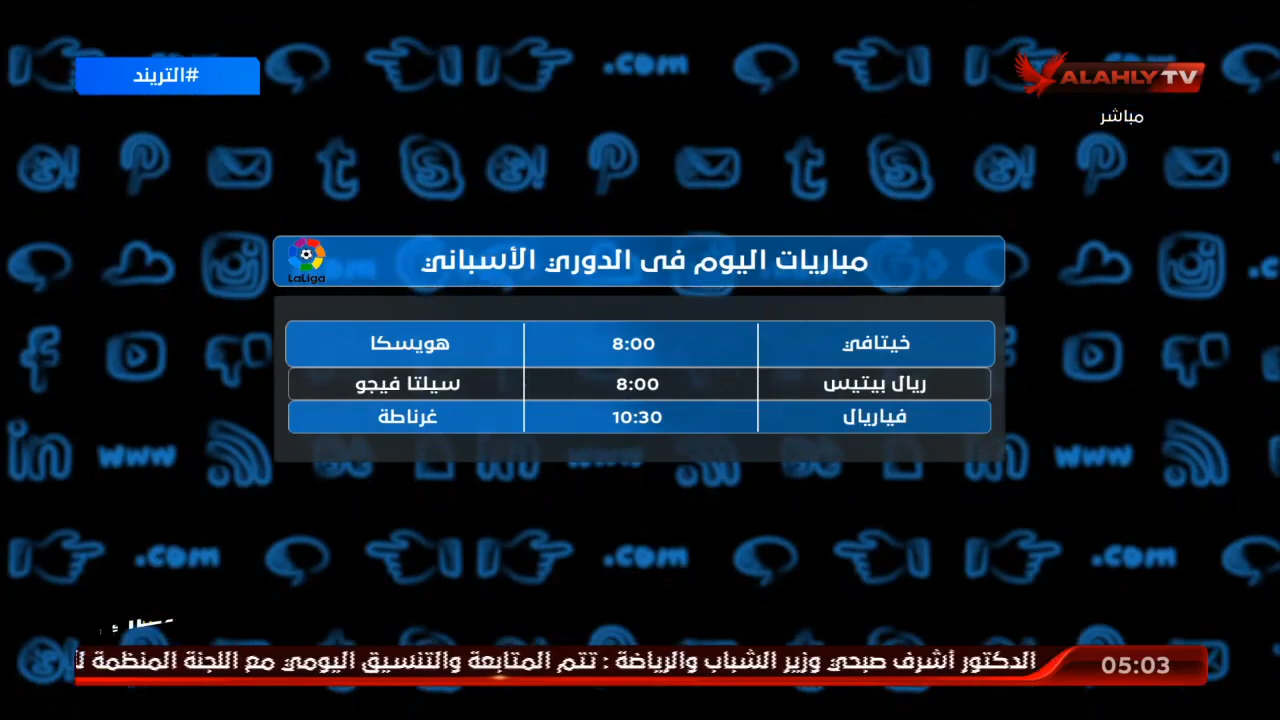 #التريند
ALAHLY TV
مباشر
مباريات اليوم فى الدوري الأسباني
LaLiga
خيتافي 8:00 هويسكا
ريال بيتيس 8:00 سيلتا فيجو
فياريال 10:30 غرناطة
05:03 الدكتور أشرف صبحي وزير الشباب والرياضة : تتم المتابعة والتنسيق اليومي مع اللجنة المنظمة